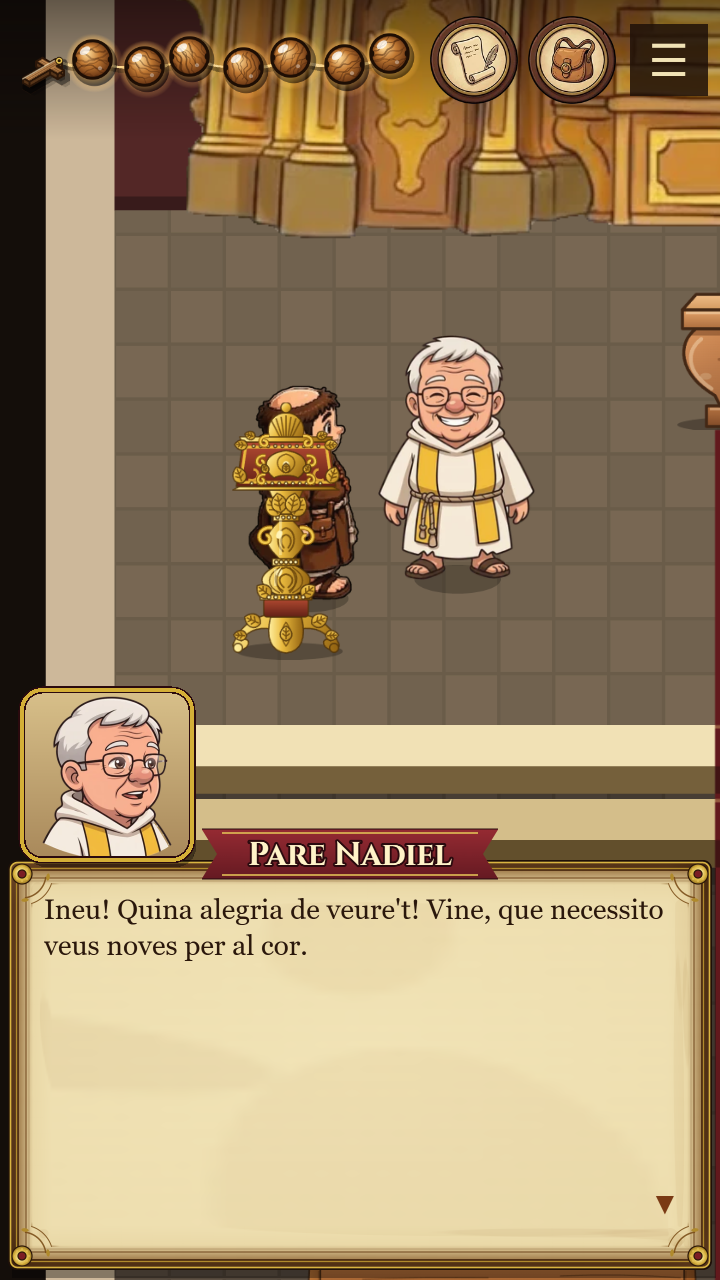 Pare Nadiel
Ineu! Quina alegria de veure't! Vine, que necessito
veus noves per al cor.